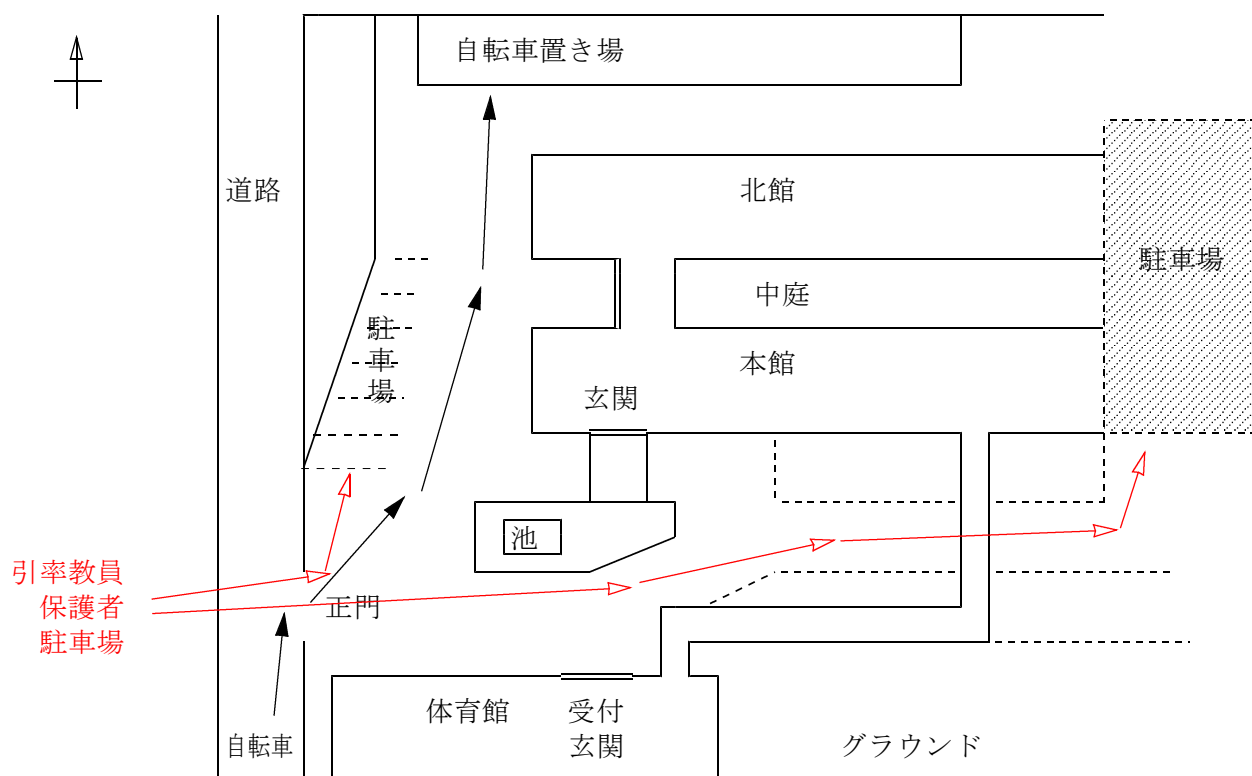 自転車置き場
道路
北館
駐車場
中庭
駐
車
場
本館
玄関
池
引率教員
保護者
駐車場
正門
体育館
受付
玄関
自転車
グラウンド